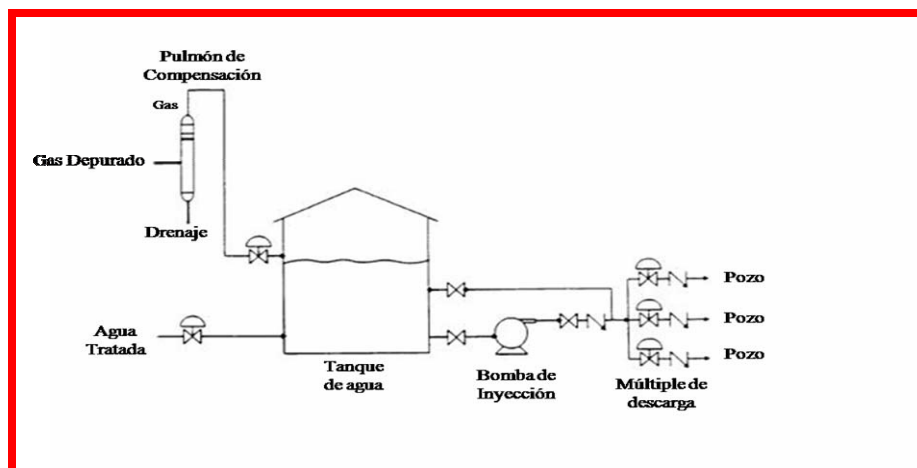 Pulmón de
Compensación
Gas
Gas Depurado
Drenaje
Agua
Tratada
Tanque
de agua
Bomba de
Inyección
Múltiple de
descarga
Pozo
Pozo
Pozo